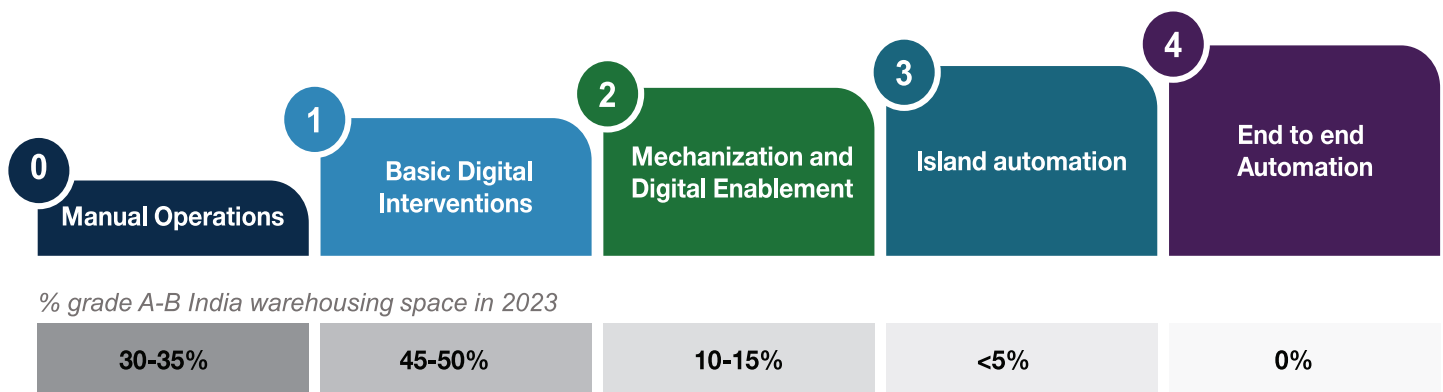 0
Manual Operations
1
Basic Digital
Interventions
2
Mechanization and
Digital Enablement
3
Island automation
4
End to end
Automation
% grade A-B India warehousing space in 2023
30-35%
45-50%
10-15%
<5%
0%